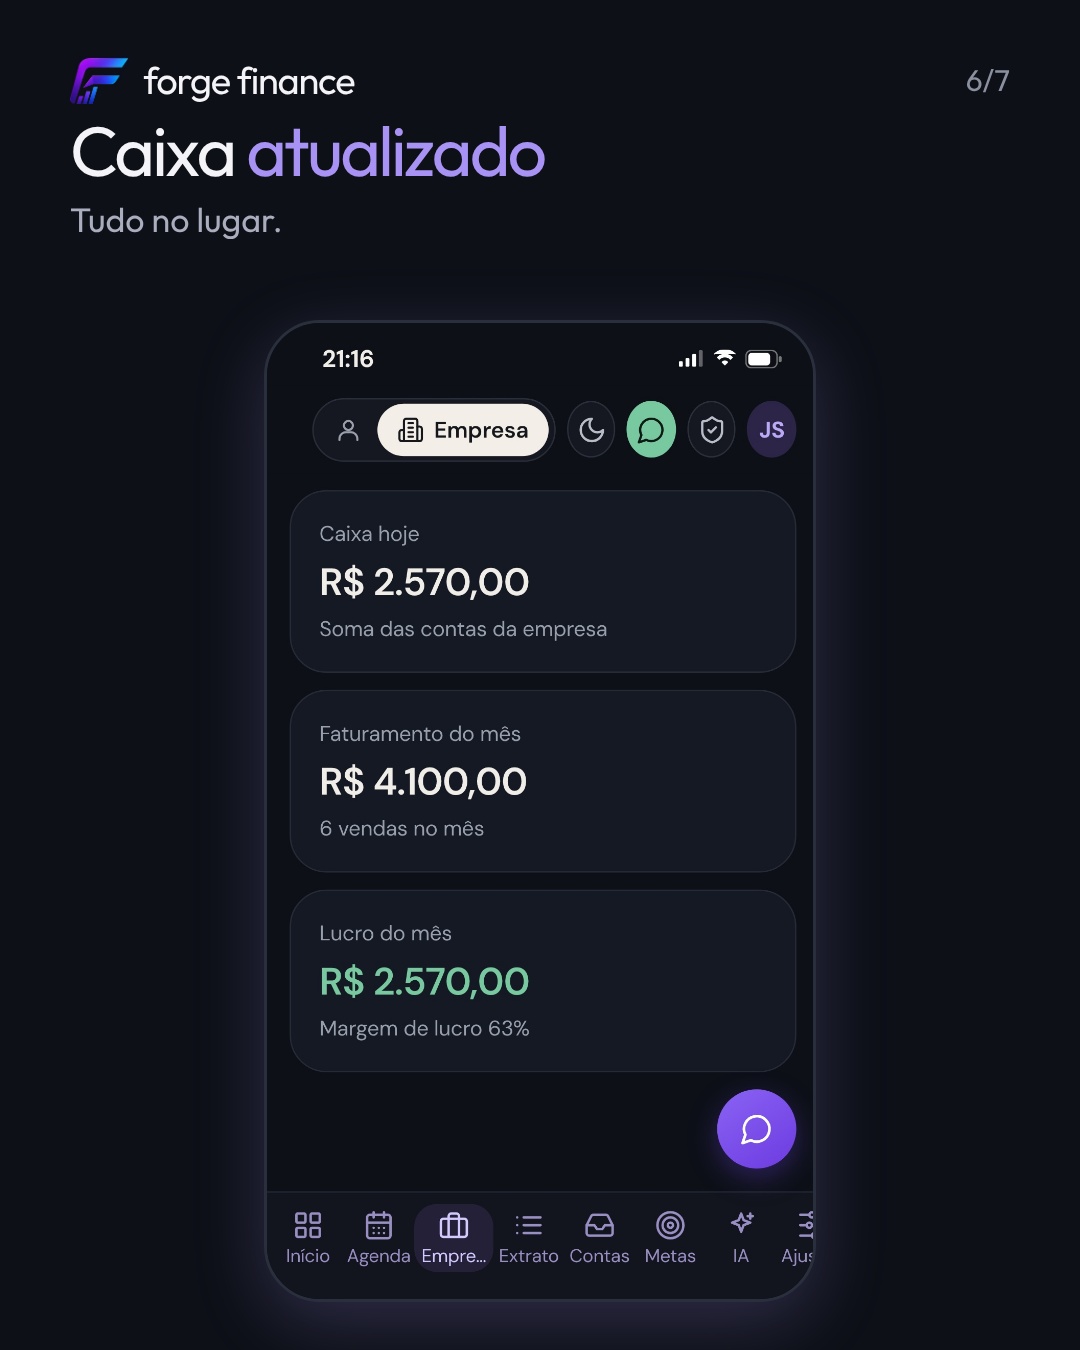 forge finance
6/7
Caixa atualizado
Tudo no lugar.
21:16
Empresa
JS
Caixa hoje
R$ 2.570,00
Soma das contas da empresa
Faturamento do mês
R$ 4.100,00
6 vendas no mês
Lucro do mês
R$ 2.570,00
Margem de lucro 63%
Início Agenda Empre... Extrato Contas Metas IA Ajus